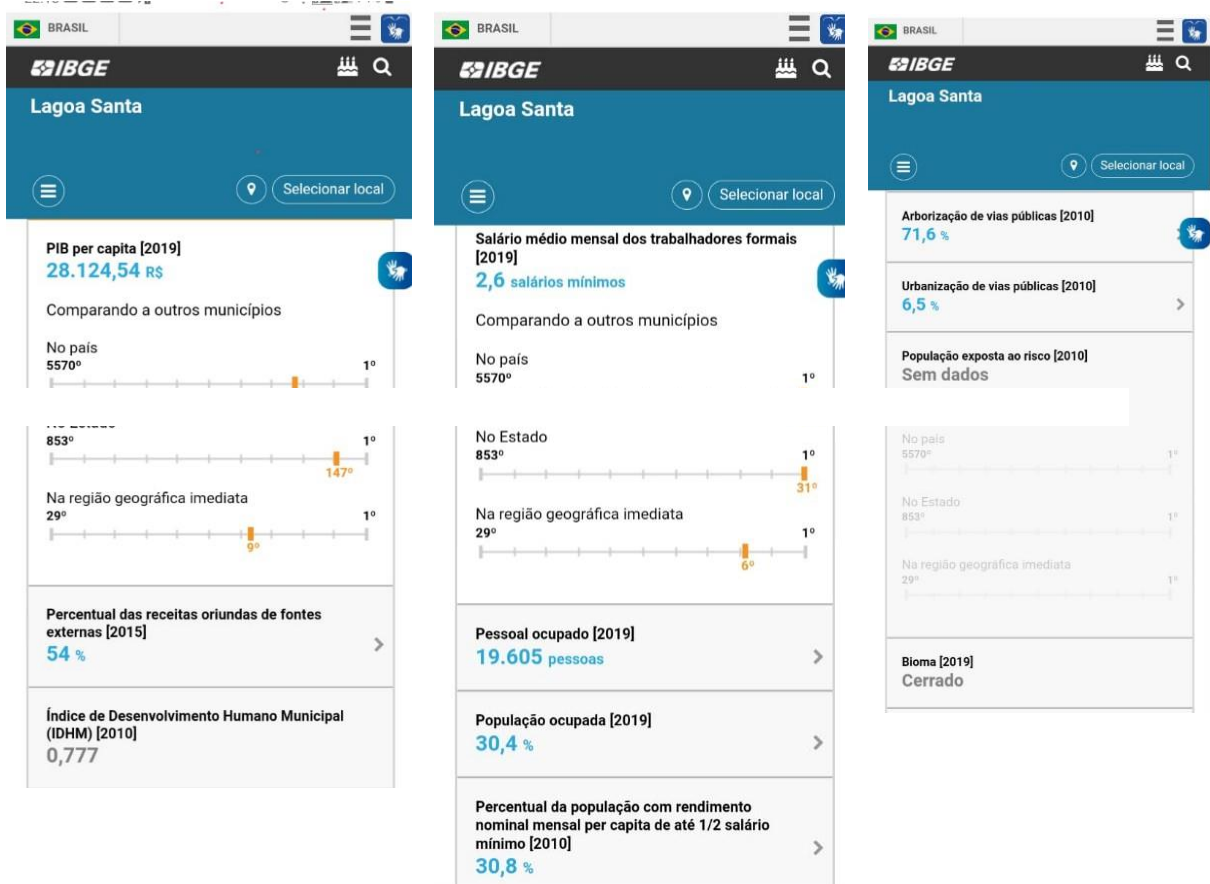 BRASIL
IBGE
Lagoa Santa
Selecionar local
PIB per capita [2019]
28.124,54 R$
Comparando a outros municípios
No país
5570º 1º
853º 1º
147º
Na região geográfica imediata
29º 1º
9º
Percentual das receitas oriundas de fontes
externas [2015]
54 %
Índice de Desenvolvimento Humano Municipal
(IDHM) [2010]
0,777
BRASIL
IBGE
Lagoa Santa
Selecionar local
Salário médio mensal dos trabalhadores formais
[2019]
2,6 salários mínimos
Comparando a outros municípios
No país
5570º 1º
No Estado
853º 1º
31º
Na região geográfica imediata
29º 1º
6º
Pessoal ocupado [2019]
19.605 pessoas
População ocupada [2019]
30,4 %
Percentual da população com rendimento
nominal mensal per capita de até 1/2 salário
mínimo [2010]
30,8 %
BRASIL
IBGE
Lagoa Santa
Selecionar local
Arborização de vias públicas [2010]
71,6 %
Urbanização de vias públicas [2010]
6,5 %
População exposta ao risco [2010]
Sem dados
No país
5570º 1º
No Estado
853º 1º
Na região geográfica imediata
29º 1º
Bioma [2019]
Cerrado